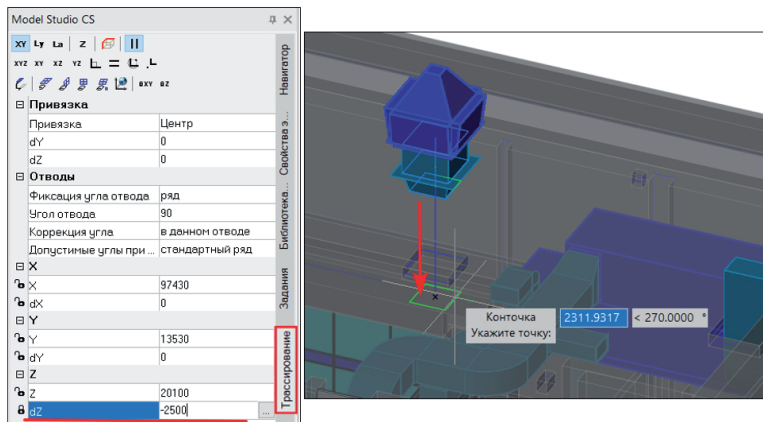 Model Studio CS
XY Ly La Z
XYZ XY XZ YZ
0XY 0Z
Привязка
Привязка Центр
dY 0
dZ 0
Отводы
Фиксация угла отвода ряд
Угол отвода 90
Коррекция угла в данном отводе
Допустимые углы при ... стандартный ряд
X
X 97430
dX 0
Y
Y 13530
dY 0
Z
Z 20100
dZ -2500 ...
Навигатор
Свойства э...
Библиотека...
Задания
Трассирование
x
Конточка 2311.9317 < 270.0000 °
Укажите точку: